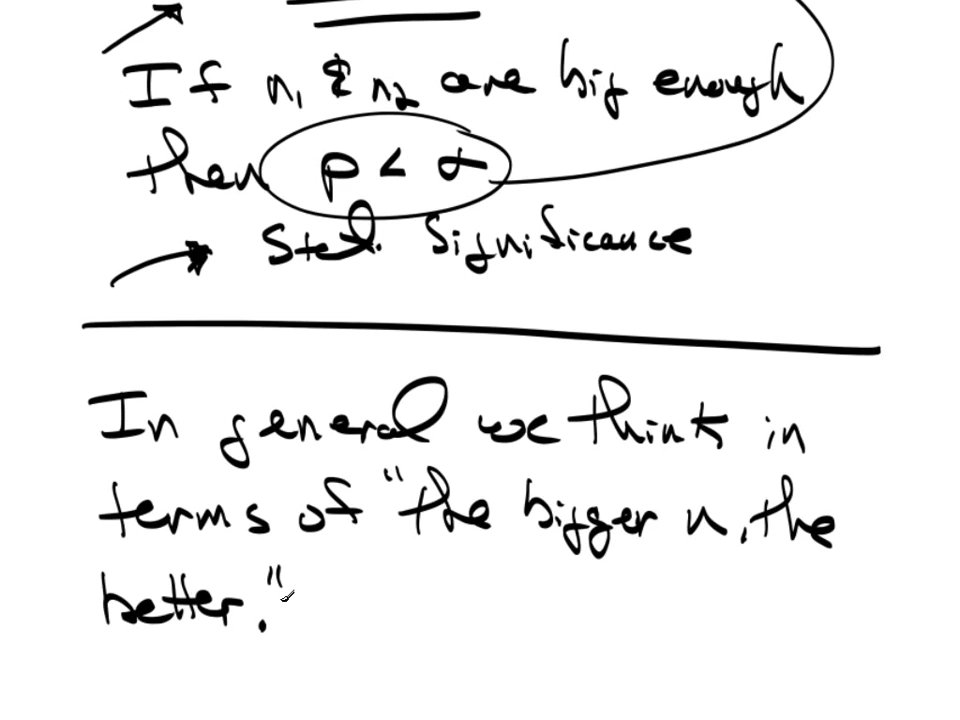 If n₁ & n₂ are big enough
then p < α
Stat. Significance
In general we think in
terms of "the bigger n, the
better."